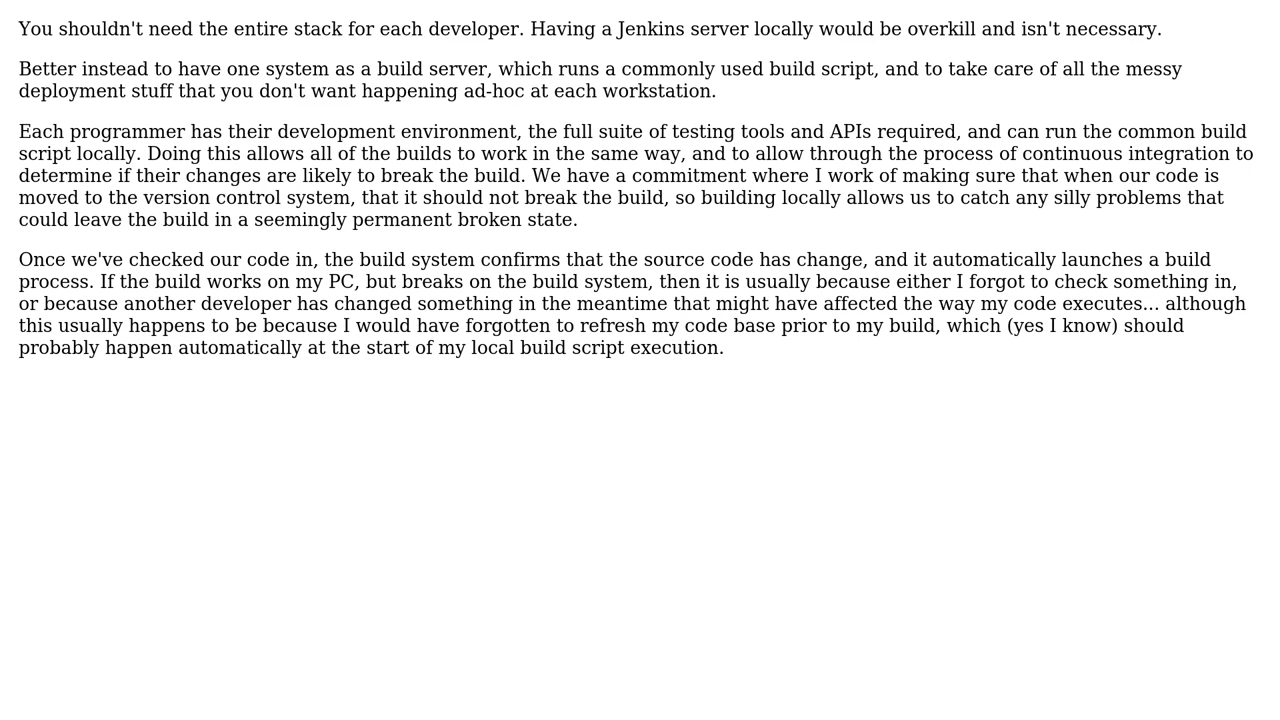 You shouldn't need the entire stack for each developer. Having a Jenkins server locally would be overkill and isn't necessary.
Better instead to have one system as a build server, which runs a commonly used build script, and to take care of all the messy
deployment stuff that you don't want happening ad-hoc at each workstation.
Each programmer has their development environment, the full suite of testing tools and APIs required, and can run the common build
script locally. Doing this allows all of the builds to work in the same way, and to allow through the process of continuous integration to
determine if their changes are likely to break the build. We have a commitment where I work of making sure that when our code is
moved to the version control system, that it should not break the build, so building locally allows us to catch any silly problems that
could leave the build in a seemingly permanent broken state.
Once we've checked our code in, the build system confirms that the source code has change, and it automatically launches a build
process. If the build works on my PC, but breaks on the build system, then it is usually because either I forgot to check something in,
or because another developer has changed something in the meantime that might have affected the way my code executes... although
this usually happens to be because I would have forgotten to refresh my code base prior to my build, which (yes I know) should
probably happen automatically at the start of my local build script execution.